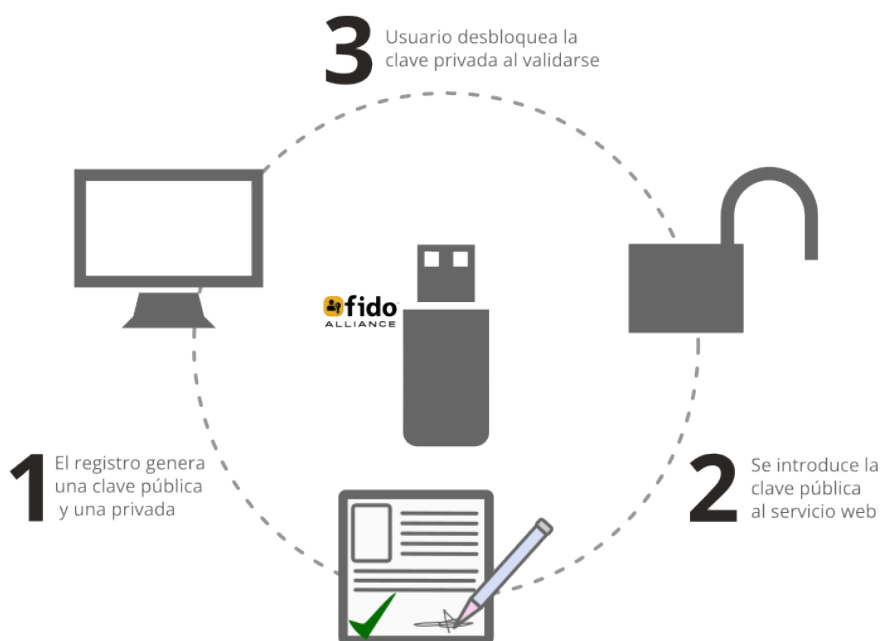 3
Usuario desbloquea la
clave privada al validarse
fido
ALLIANCE
1
El registro genera
una clave pública
y una privada
2
Se introduce la
clave pública
al servicio web